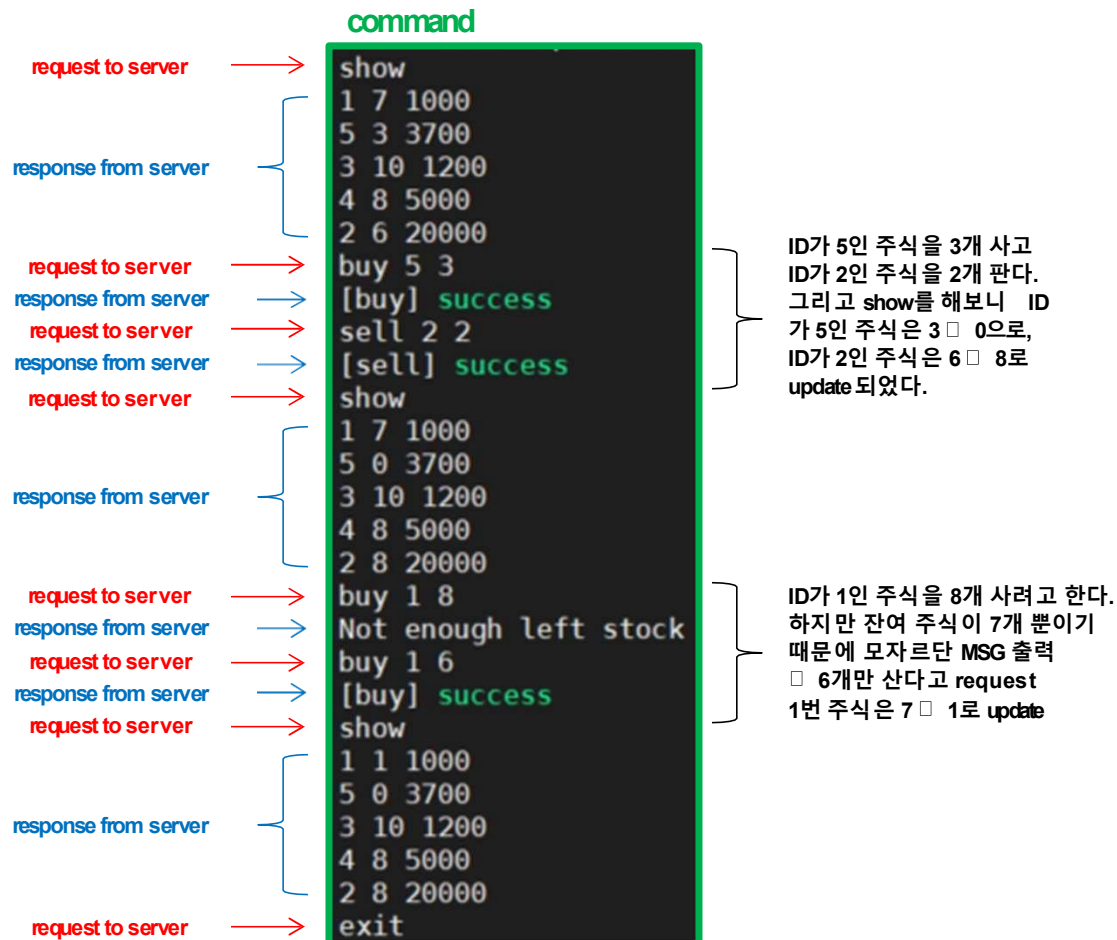 command
request to server
show
response from server
1 7 1000
5 3 3700
3 10 1200
4 8 5000
2 6 20000
request to server
buy 5 3
response from server
[buy] success
request to server
sell 2 2
response from server
[sell] success
request to server
show
ID가 5인 주식을 3개 사고
ID가 2인 주식을 2개 판다.
그리고 show를 해보니 ID
가 5인 주식은 3 □ 0으로,
ID가 2인 주식은 6 □ 8로
update 되었다.
response from server
1 7 1000
5 0 3700
3 10 1200
4 8 5000
2 8 20000
request to server
buy 1 8
response from server
Not enough left stock
request to server
buy 1 6
response from server
[buy] success
request to server
show
ID가 1인 주식을 8개 사려고 한다.
하지만 잔여 주식이 7개 뿐이기
때문에 모자르단 MSG 출력
□ 6개만 산다고 request
1번 주식은 7 □ 1로 update
response from server
1 1 1000
5 0 3700
3 10 1200
4 8 5000
2 8 20000
request to server
exit